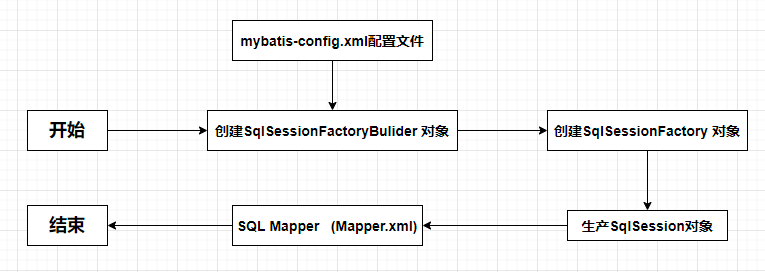 mybatis-config.xml配置文件
开始
创建SqlSessionFactoryBulider 对象
创建SqlSessionFactory 对象
结束
SQL Mapper (Mapper.xml)
生产SqlSession对象